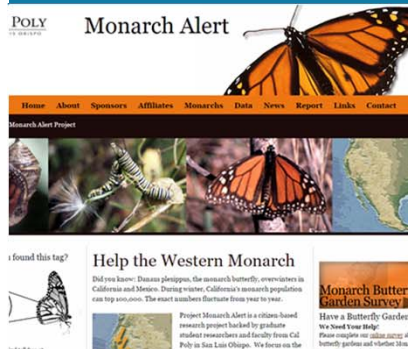 POLY
Monarch Alert
Home About Sponsors Affiliates Monarchs Data News Report Links Contact
Monarch Alert Project
found this tag?
Help the Western Monarch
Did you know: Danaus plexippus, the monarch butterfly, overwinters in
California and Mexico. During winter, California's monarch population
can top 100,000. The exact numbers fluctuate from year to year.
Project Monarch Alert is a citizen-based
research project backed by graduate
student researchers and faculty from Cal
Poly in San Luis Obispo. We focus on the
Monarch Butter
Garden Survey
Have a Butterfly Garden
We Need Your Help!
Please complete our online survey
butterfly gardens and whether